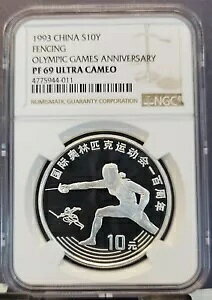 1993 CHINA S10Y
FENCING
OLYMPIC GAMES ANNIVERSARY
PF 69 ULTRA CAMEO
4775944-011
NUMISMATIC GUARANTY CORPORATION
NGC
国际奥林匹克运动会一百周年
10元